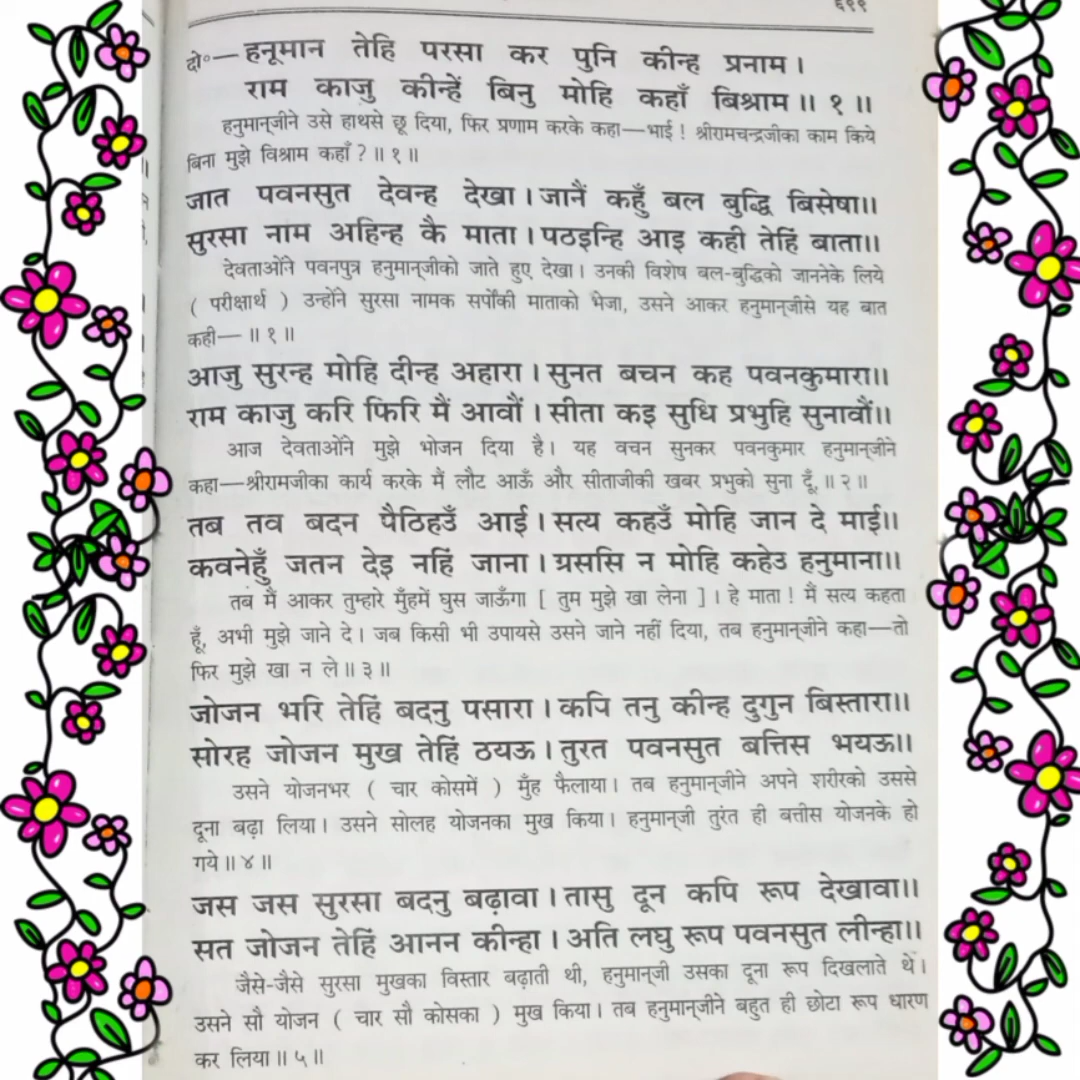 ६९९
दो०—हनूमान तेहि परसा कर पुनि कीन्ह प्रनाम।
राम काजु कीन्हें बिनु मोहि कहाँ बिश्राम॥ १ ॥
हनुमान्‌जीने उसे हाथसे छू दिया, फिर प्रणाम करके कहा—भाई ! श्रीरामचन्द्रजीका काम किये
बिना मुझे विश्राम कहाँ ? ॥ १ ॥
जात पवनसुत देवन्ह देखा। जानैं कहुँ बल बुद्धि बिसेषा॥
सुरसा नाम अहिन्ह कै माता। पठइन्हि आइ कही तेहिं बाता॥
देवताओंने पवनपुत्र हनुमान्‌जीको जाते हुए देखा। उनकी विशेष बल-बुद्धिको जाननेके लिये
( परीक्षार्थ ) उन्होंने सुरसा नामक सर्पोंकी माताको भेजा, उसने आकर हनुमान्‌जीसे यह बात
कही— ॥ १ ॥
आजु सुरन्ह मोहि दीन्ह अहारा। सुनत बचन कह पवनकुमारा॥
राम काजु करि फिरि मैं आवौं। सीता कइ सुधि प्रभुहि सुनावौं॥
आज देवताओंने मुझे भोजन दिया है। यह वचन सुनकर पवनकुमार हनुमान्‌जीने
कहा—श्रीरामजीका कार्य करके मैं लौट आऊँ और सीताजीकी खबर प्रभुको सुना दूँ, ॥ २ ॥
तब तव बदन पैठिहउँ आई। सत्य कहउँ मोहि जान दे माई॥
कवनेहुँ जतन देइ नहिं जाना। ग्रससि न मोहि कहेउ हनुमाना॥
तब मैं आकर तुम्हारे मुँहमें घुस जाऊँगा [ तुम मुझे खा लेना ]। हे माता ! मैं सत्य कहता
हूँ, अभी मुझे जाने दे। जब किसी भी उपायसे उसने जाने नहीं दिया, तब हनुमान्‌जीने कहा—तो
फिर मुझे खा न ले॥ ३ ॥
जोजन भरि तेहिं बदनु पसारा। कपि तनु कीन्ह दुगुन बिस्तारा॥
सोरह जोजन मुख तेहिं ठयऊ। तुरत पवनसुत बत्तिस भयऊ॥
उसने योजनभर ( चार कोसमें ) मुँह फैलाया। तब हनुमान्‌जीने अपने शरीरको उससे
दूना बढ़ा लिया। उसने सोलह योजनका मुख किया। हनुमान्‌जी तुरंत ही बत्तीस योजनके हो
गये॥ ४॥
जस जस सुरसा बदनु बढ़ावा। तासु दून कपि रूप देखावा॥
सत जोजन तेहिं आनन कीन्हा। अति लघु रूप पवनसुत लीन्हा॥
जैसे-जैसे सुरसा मुखका विस्तार बढ़ाती थी, हनुमान्‌जी उसका दूना रूप दिखलाते थे।
उसने सौ योजन ( चार सौ कोसका ) मुख किया। तब हनुमान्‌जीने बहुत ही छोटा रूप धारण
कर लिया॥ ५॥